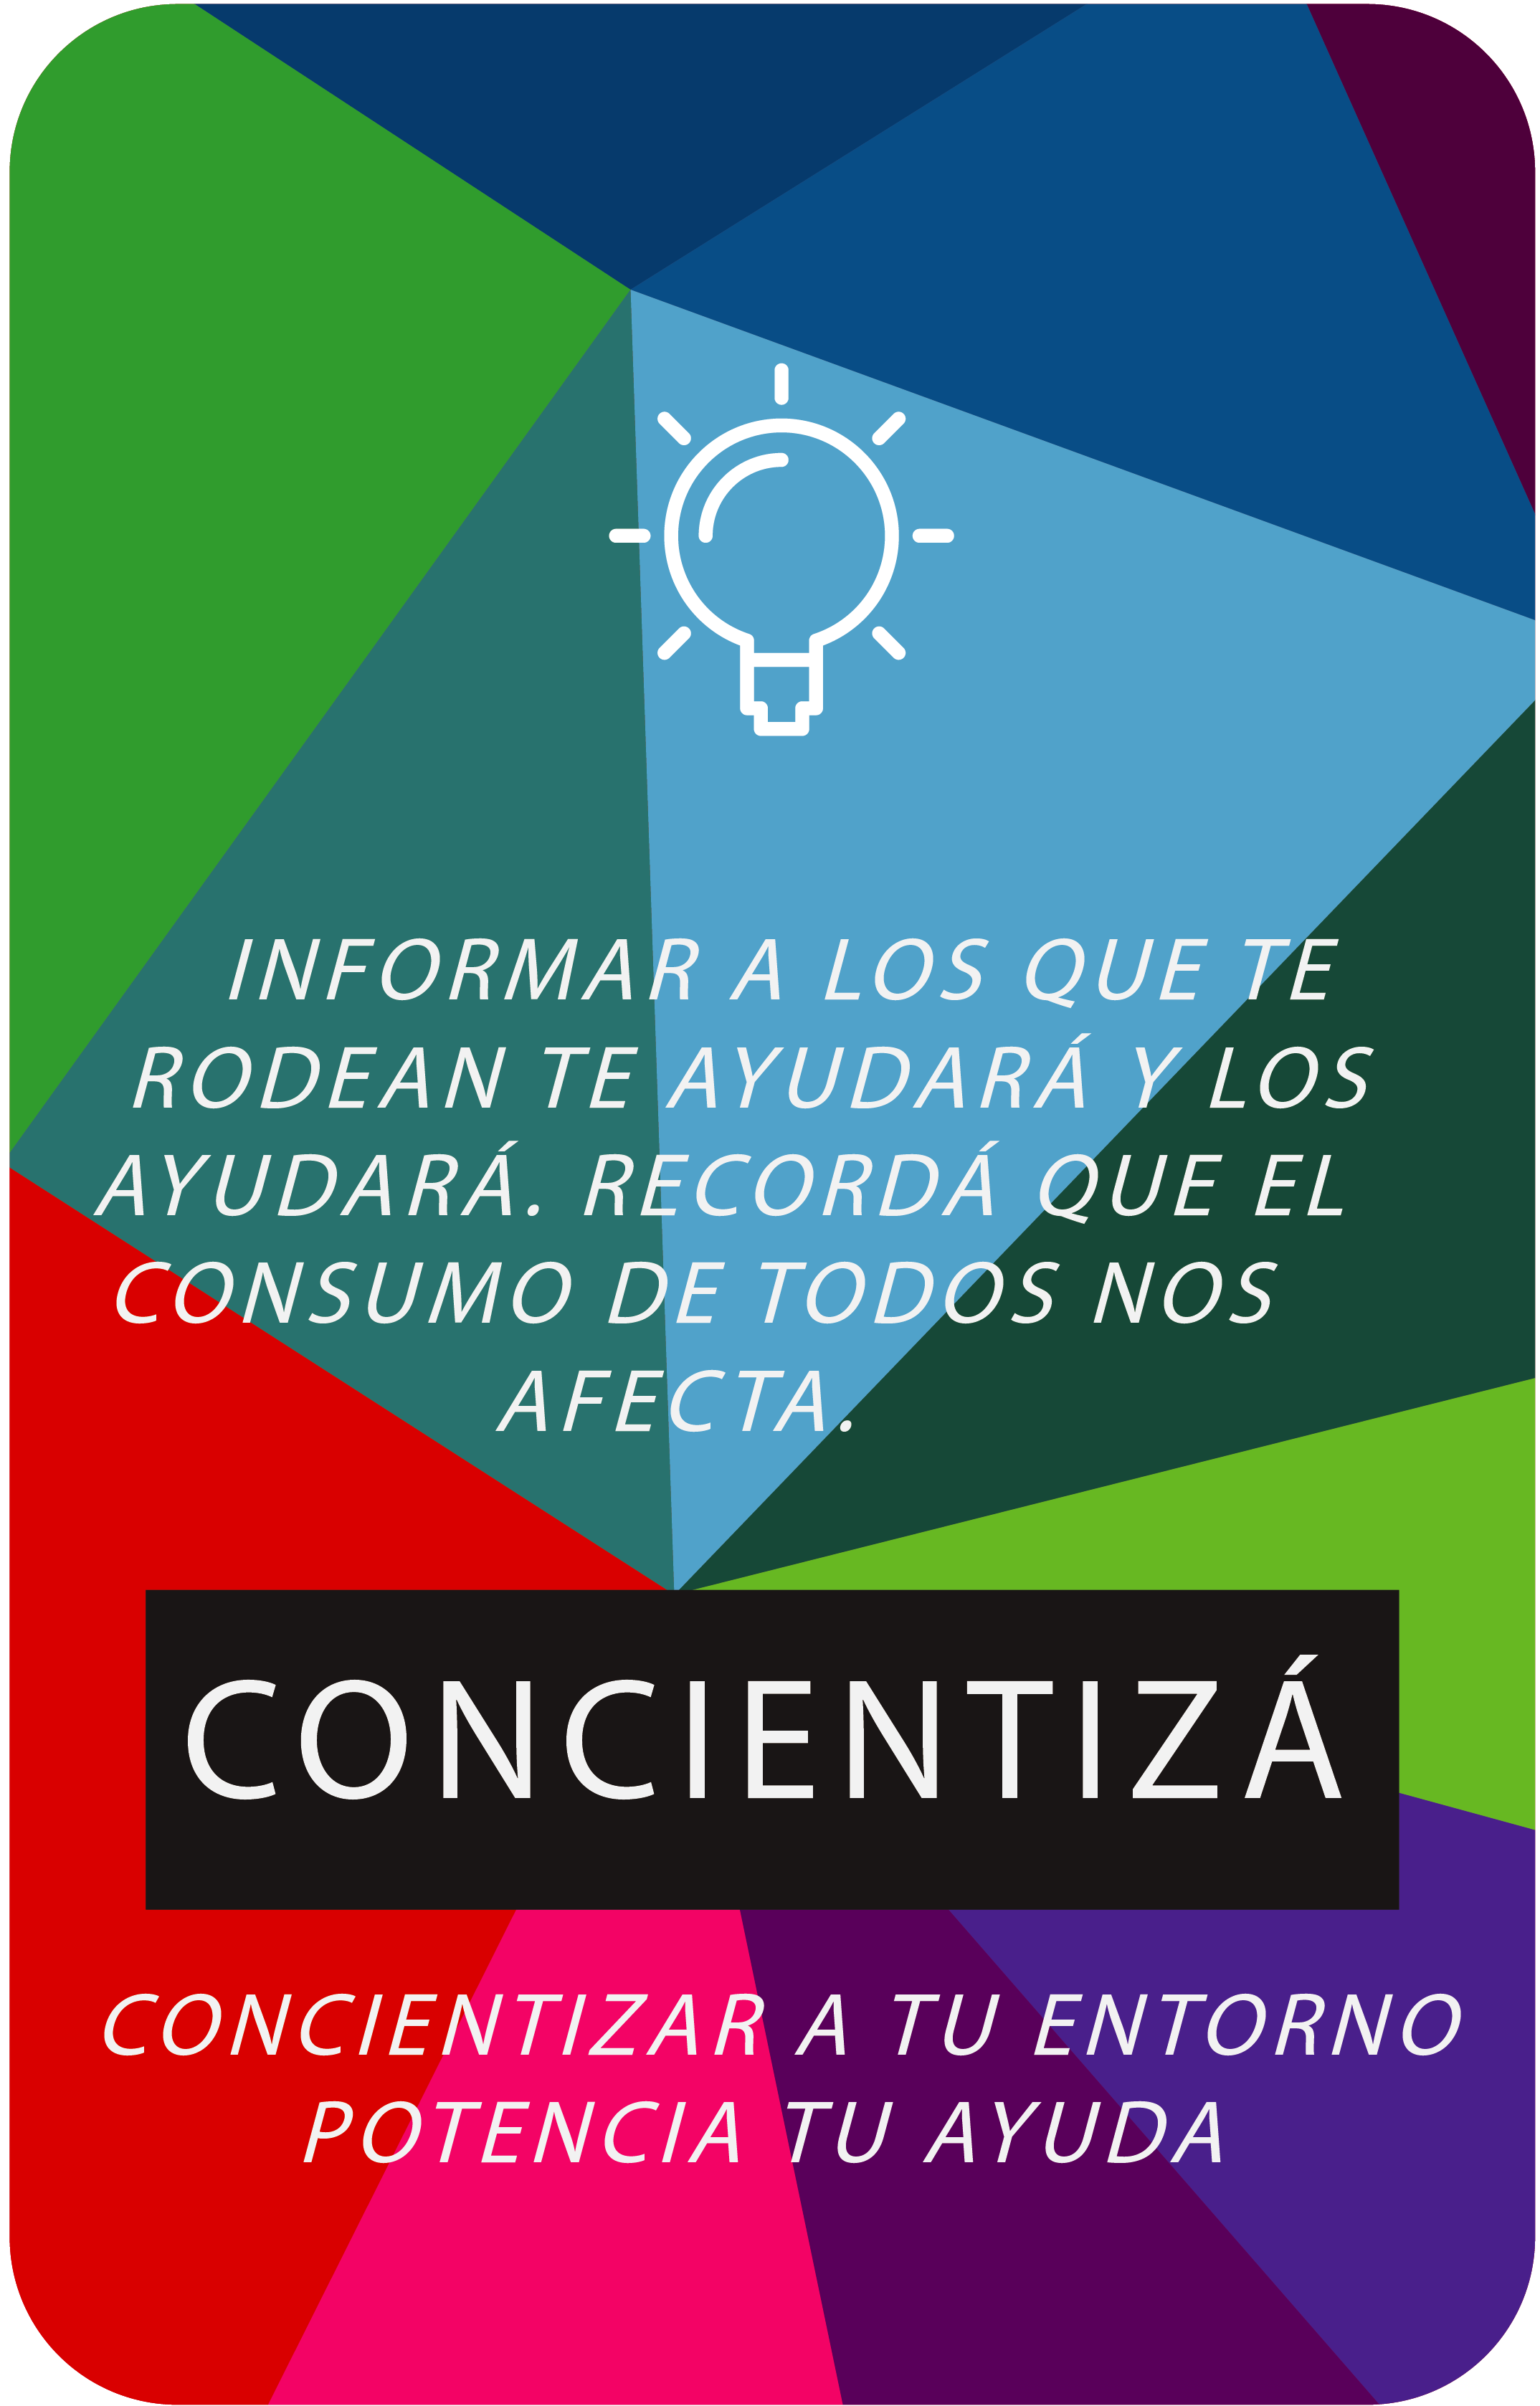 INFORMAR A LOS QUE TE
RODEAN TE AYUDARÁ Y LOS
AYUDARÁ. RECORDÁ QUE EL
CONSUMO DE TODOS NOS
AFECTA.
CONCIENTIZÁ
CONCIENTIZAR A TU ENTORNO
POTENCIA TU AYUDA